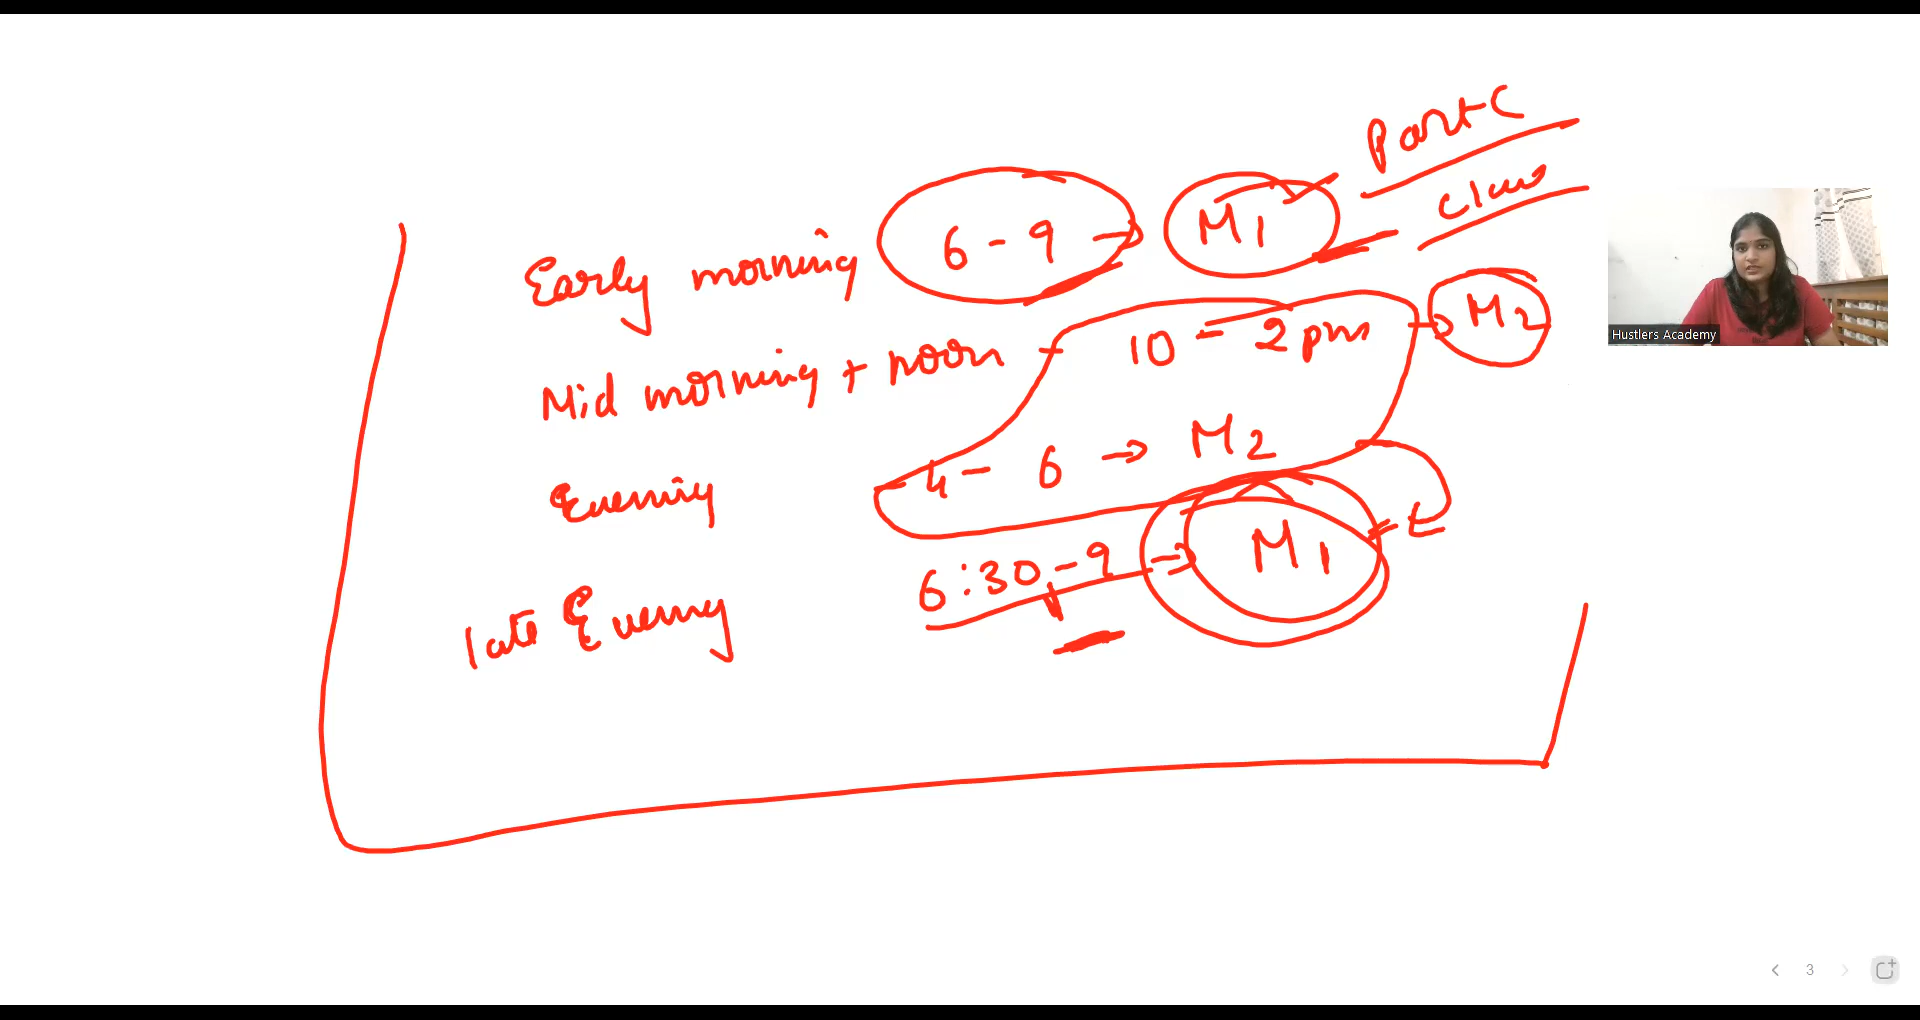 Part C
class
Early morning 6 - 9 → M1
Mid morning + noon - 10 - 2 pm → M2
Evening 4 - 6 → M2
late Evening 6:30 - 9 → M1
Hustlers Academy
3